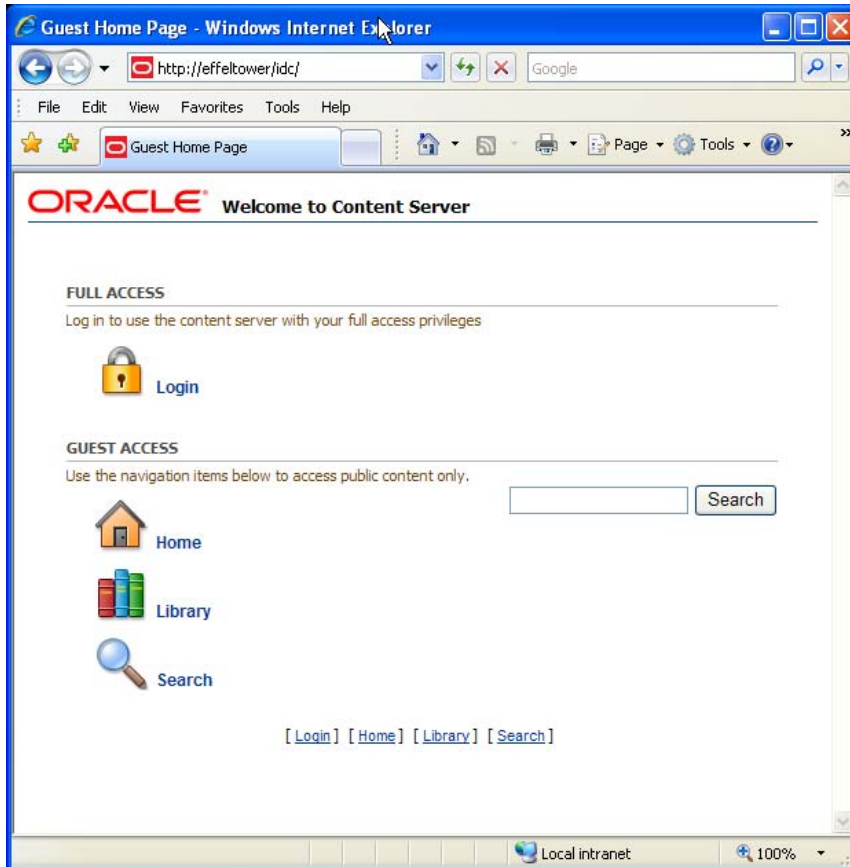 Guest Home Page - Windows Internet Explorer
http://effeltower/idc/
Google
File Edit View Favorites Tools Help
Guest Home Page
Page Tools
ORACLE Welcome to Content Server
FULL ACCESS
Log in to use the content server with your full access privileges
Login
GUEST ACCESS
Use the navigation items below to access public content only.
Search
Home
Library
Search
[ Login ] [ Home ] [ Library ] [ Search ]
Local intranet 100%